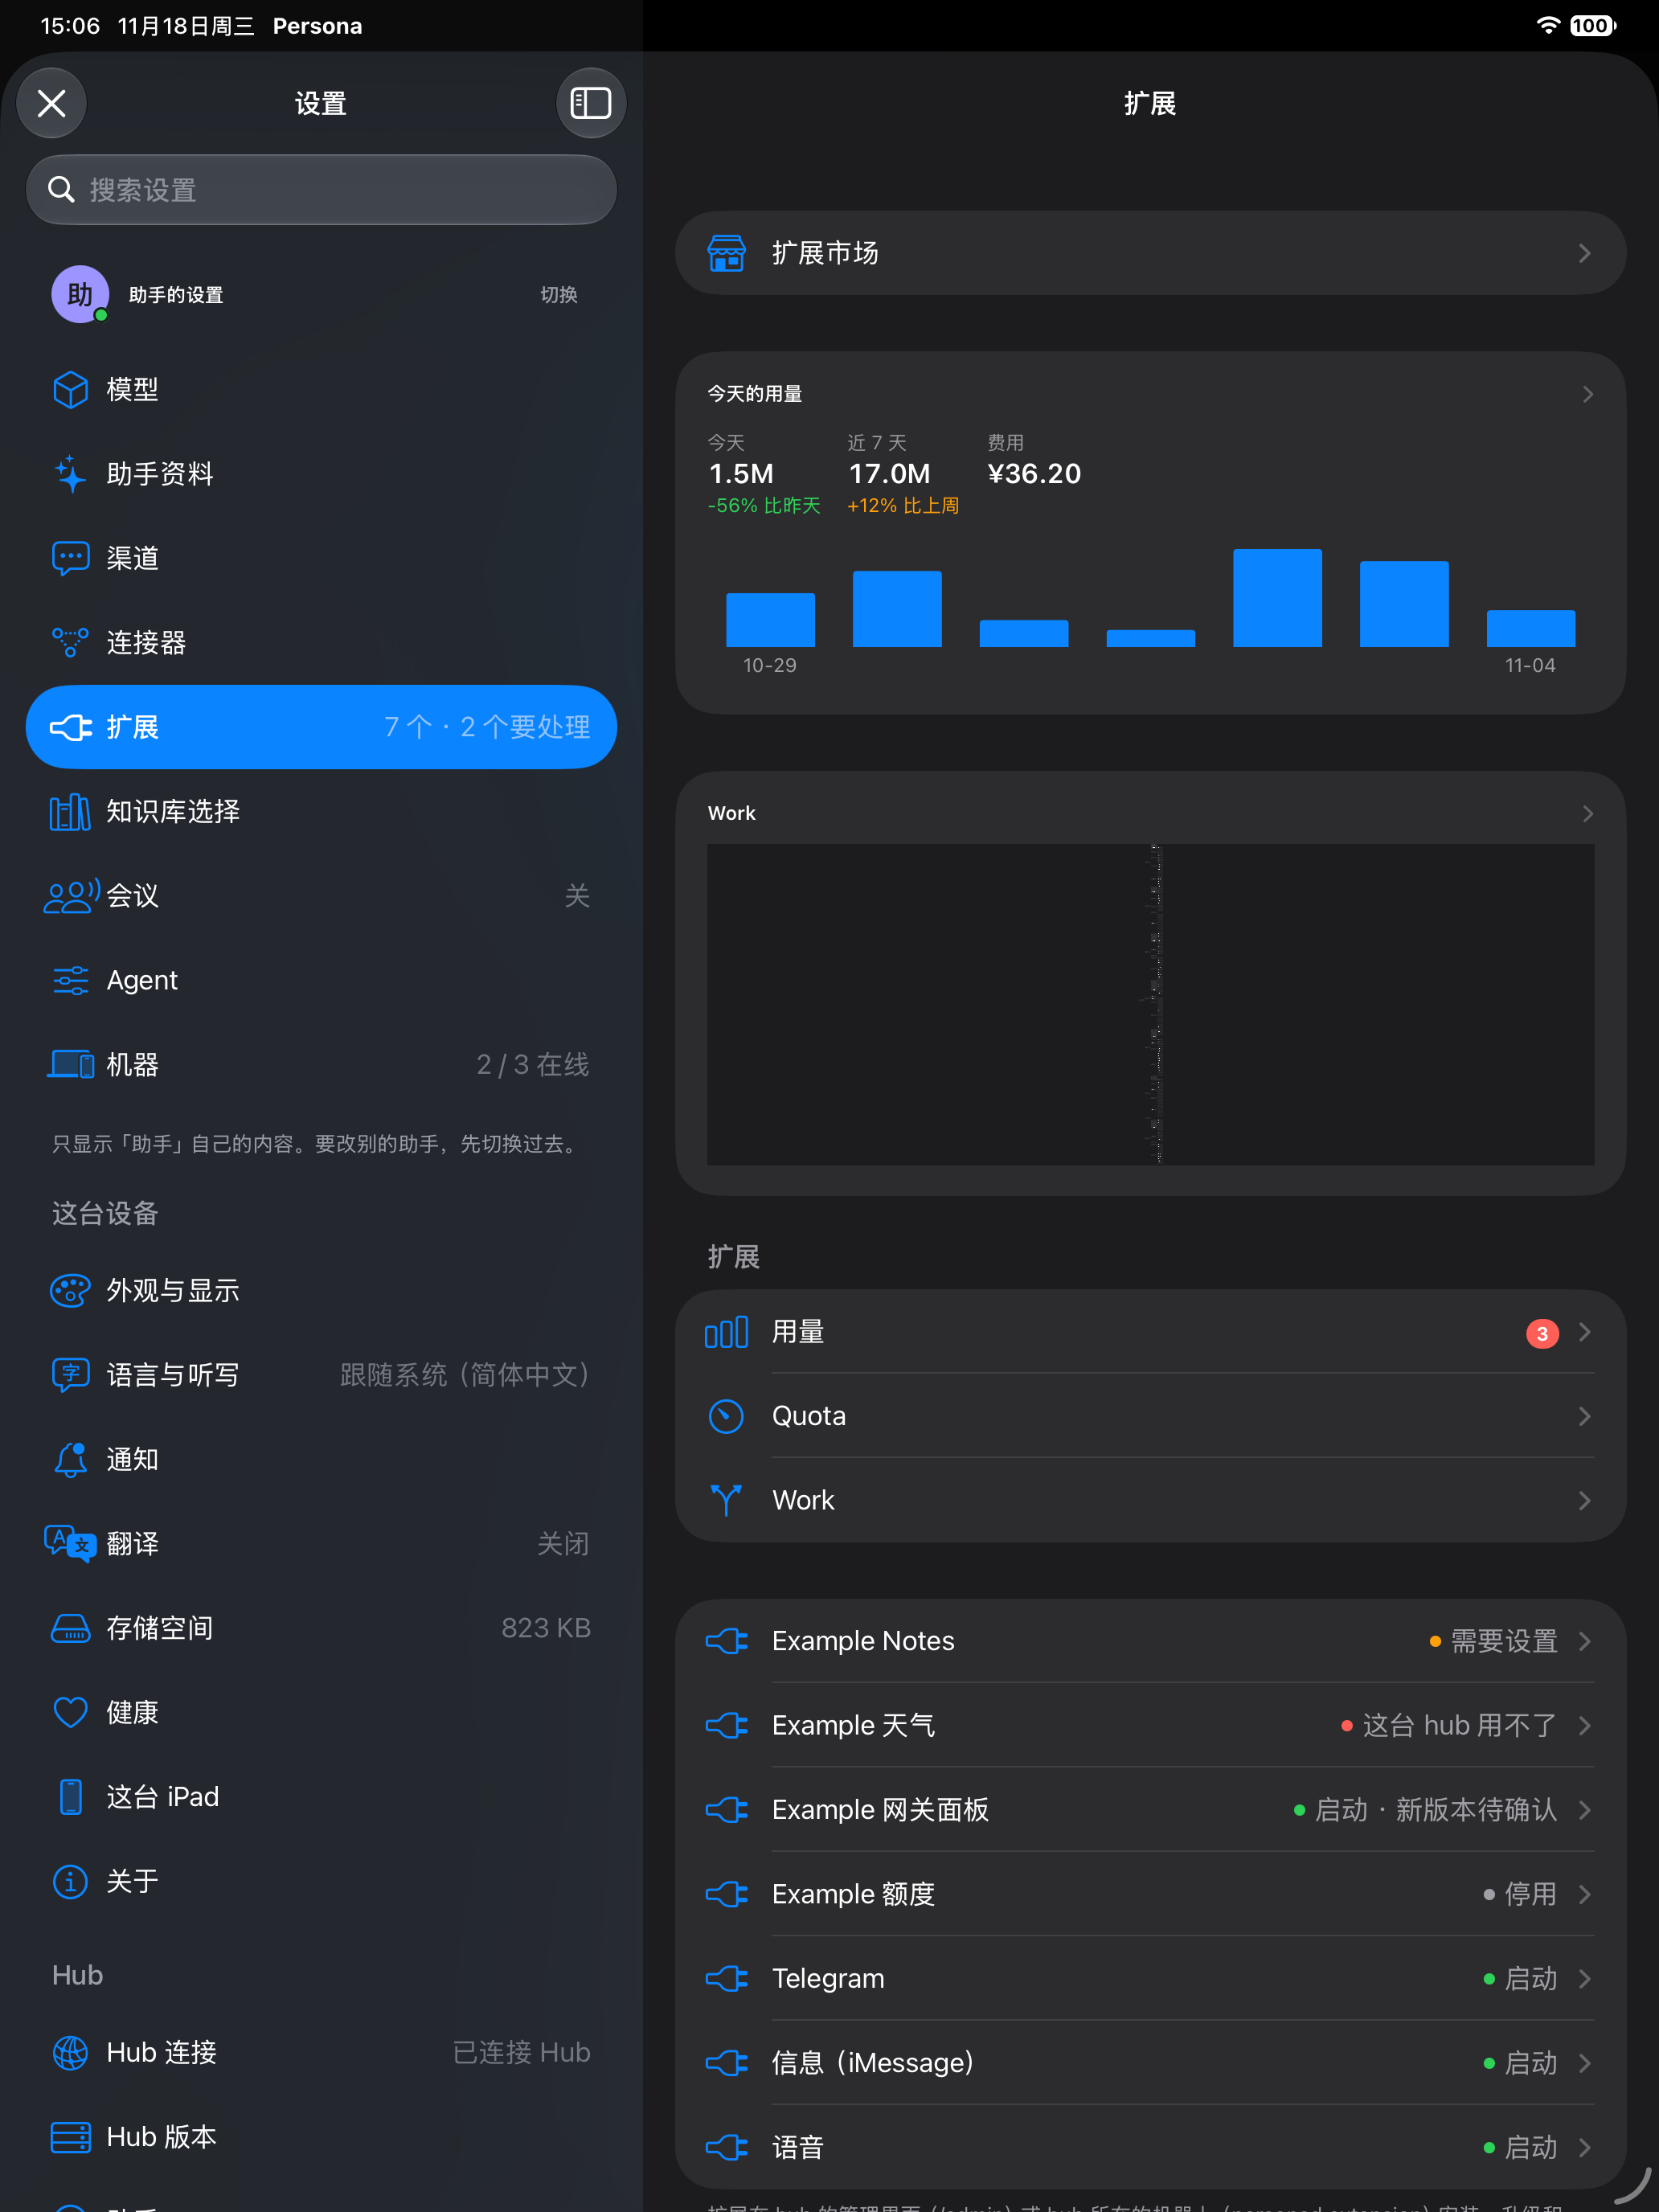 15:06 11月18日周三 Persona
100
设置
搜索设置
助 助手的设置 切换
模型
助手资料
渠道
连接器
扩展 7 个 · 2 个要处理
知识库选择
会议 关
Agent
机器 2 / 3 在线
只显示「助手」自己的内容。要改别的助手，先切换过去。
这台设备
外观与显示
字 语言与听写 跟随系统（简体中文）
通知
A 文 翻译 关闭
存储空间 823 KB
健康
这台 iPad
关于
Hub
Hub 连接 已连接 Hub
Hub 版本
扩展
扩展市场
今天的用量
今天 近 7 天 费用
1.5M 17.0M ¥36.20
-56% 比昨天 +12% 比上周
10-29 11-04
Work
扩展
用量 3
Quota
Work
Example Notes 需要设置
Example 天气 这台 hub 用不了
Example 网关面板 启动 · 新版本待确认
Example 额度 停用
Telegram 启动
信息（iMessage） 启动
语音 启动